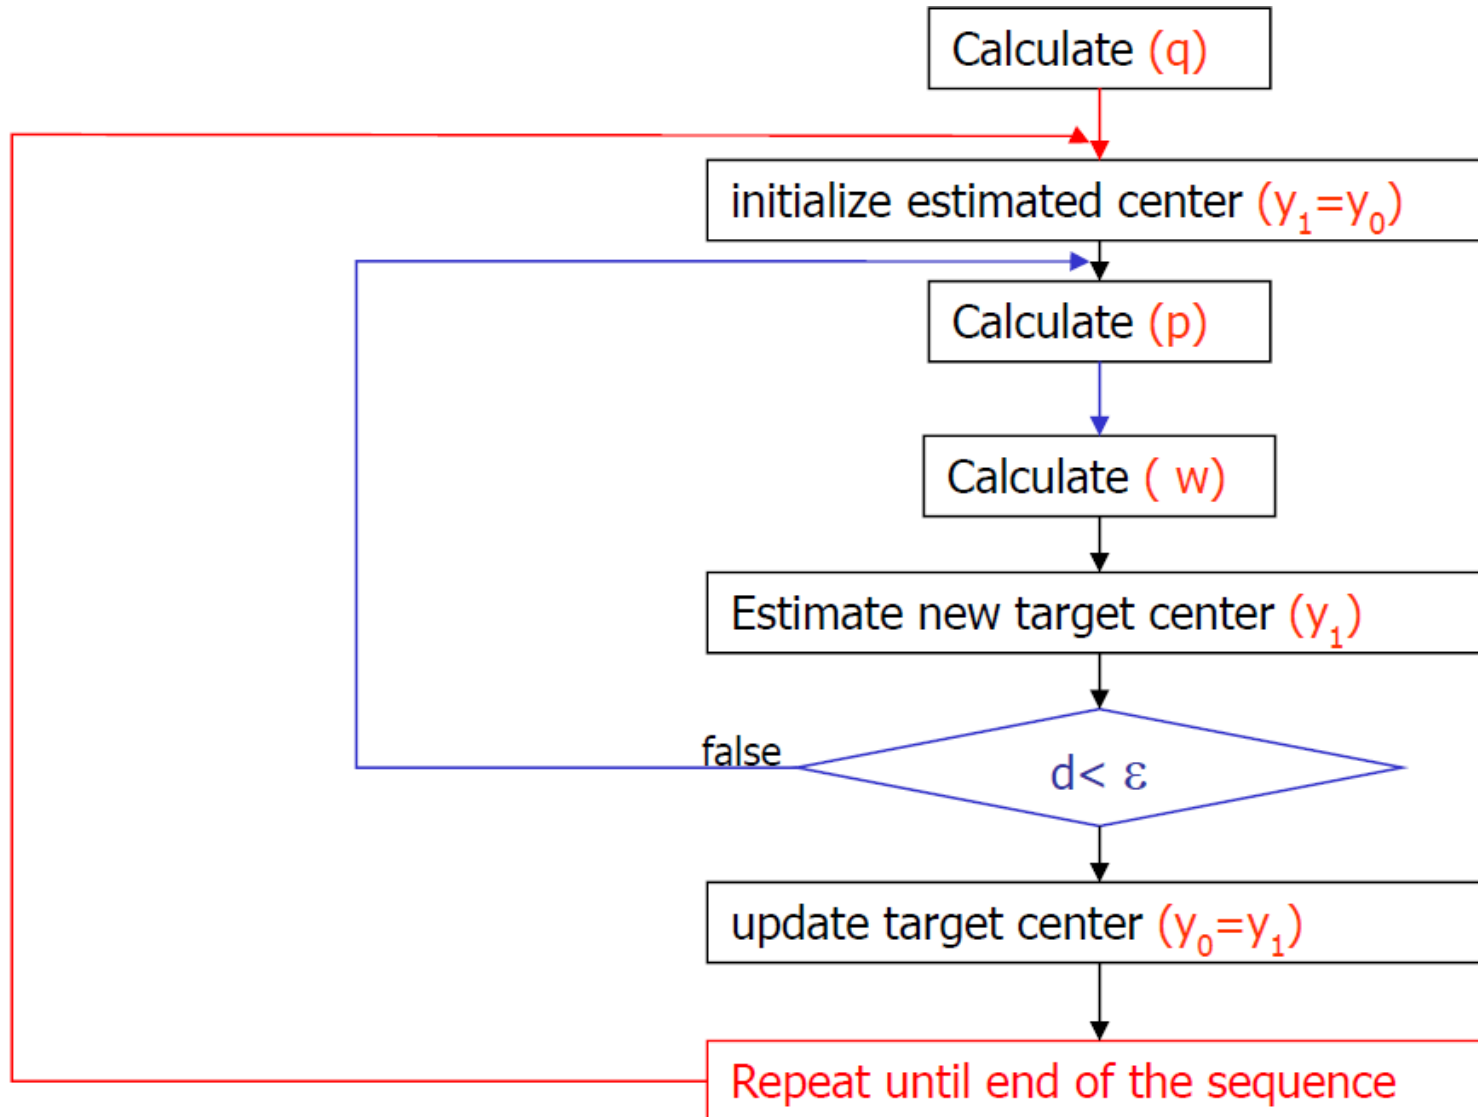 Calculate (q)
initialize estimated center (y₁=y₀)
Calculate (p)
Calculate ( w)
Estimate new target center (y₁)
false
d< ε
update target center (y₀=y₁)
Repeat until end of the sequence